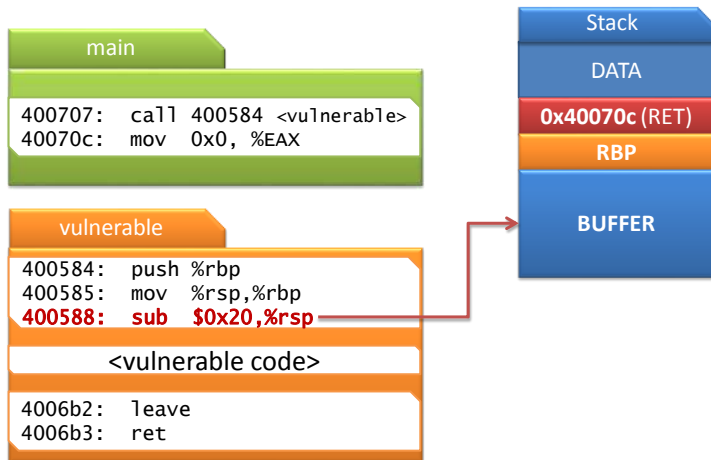 main
400707: call 400584 <vulnerable>
40070c: mov 0x0, %EAX
vulnerable
400584: push %rbp
400585: mov %rsp,%rbp
400588: sub $0x20,%rsp
<vulnerable code>
4006b2: leave
4006b3: ret
Stack
DATA
0x40070c (RET)
RBP
BUFFER